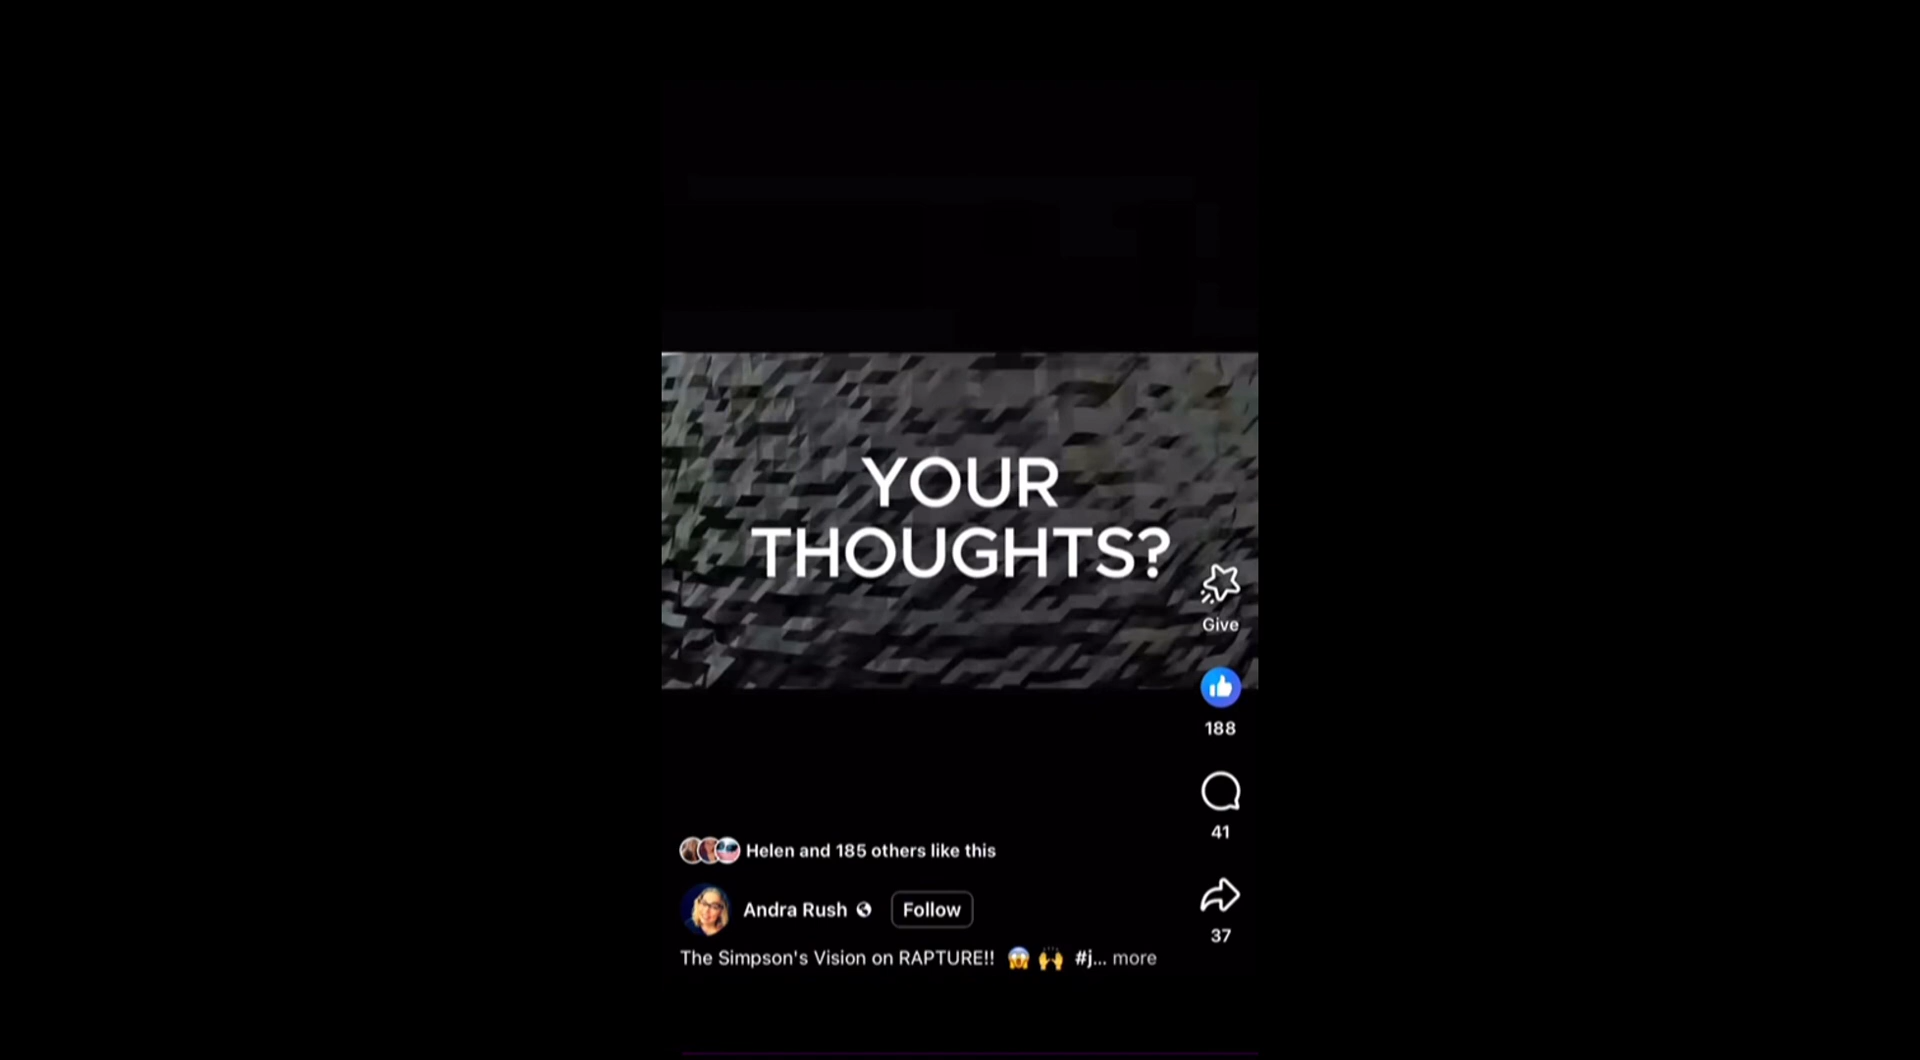 YOUR
THOUGHTS?
Give
188
41
37
Helen and 185 others like this
Andra Rush
Follow
The Simpson's Vision on RAPTURE!! 😱 🙌 #j... more